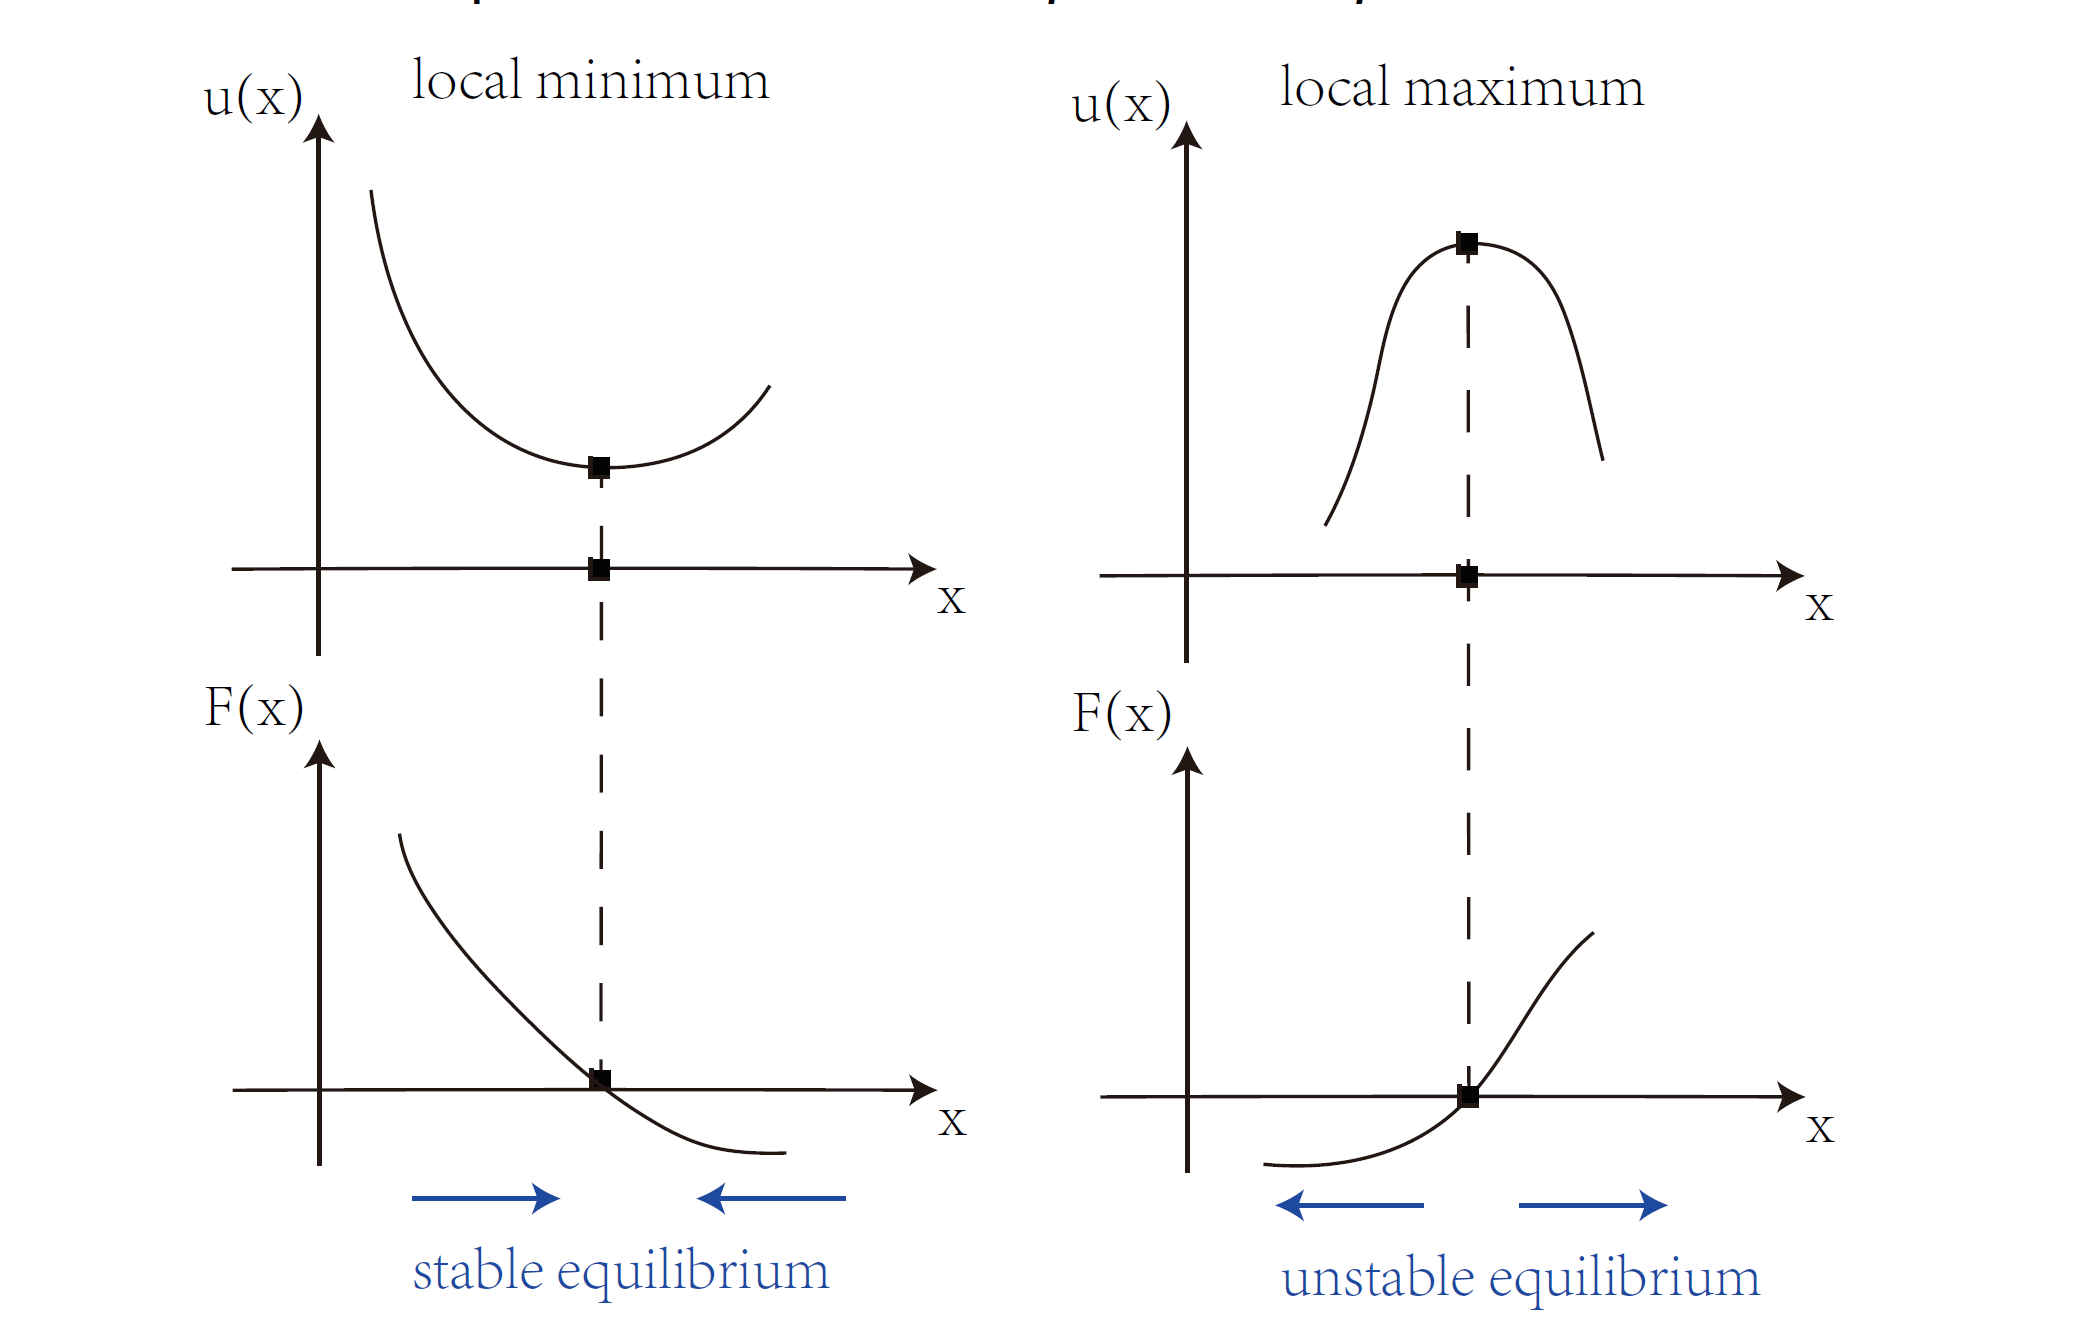 local minimum
u(x)
x
F(x)
x
stable equilibrium
local maximum
u(x)
x
F(x)
x
unstable equilibrium